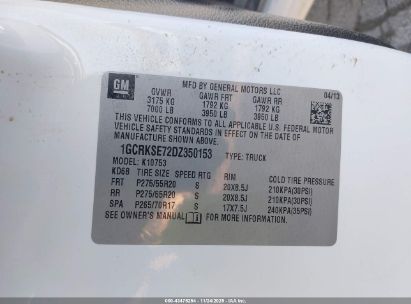 GM
MFD BY GENERAL MOTORS LLC
04/13
GVWR GAWR FRT GAWR RR
3175 KG 1792 KG 1792 KG
7000 LB 3950 LB 3950 LB
THIS VEHICLE CONFORMS TO ALL APPLICABLE U.S. FEDERAL MOTOR
VEHICLE SAFETY STANDARDS IN EFFECT ON THE DATE OF
MANUFACTURE SHOWN ABOVE.
1GCRKSE72DZ350153 TYPE: TRUCK
MODEL: K10753
KD68 TIRE SIZE SPEED RTG RIM COLD TIRE PRESSURE
FRT P275/55R20 S 20X8.5J 210KPA(30PSI)
RR P275/55R20 S 20X8.5J 210KPA(30PSI)
SPA P265/70R17 S 17X7.5J 240KPA(35PSI)
SEE OWNER'S MANUAL